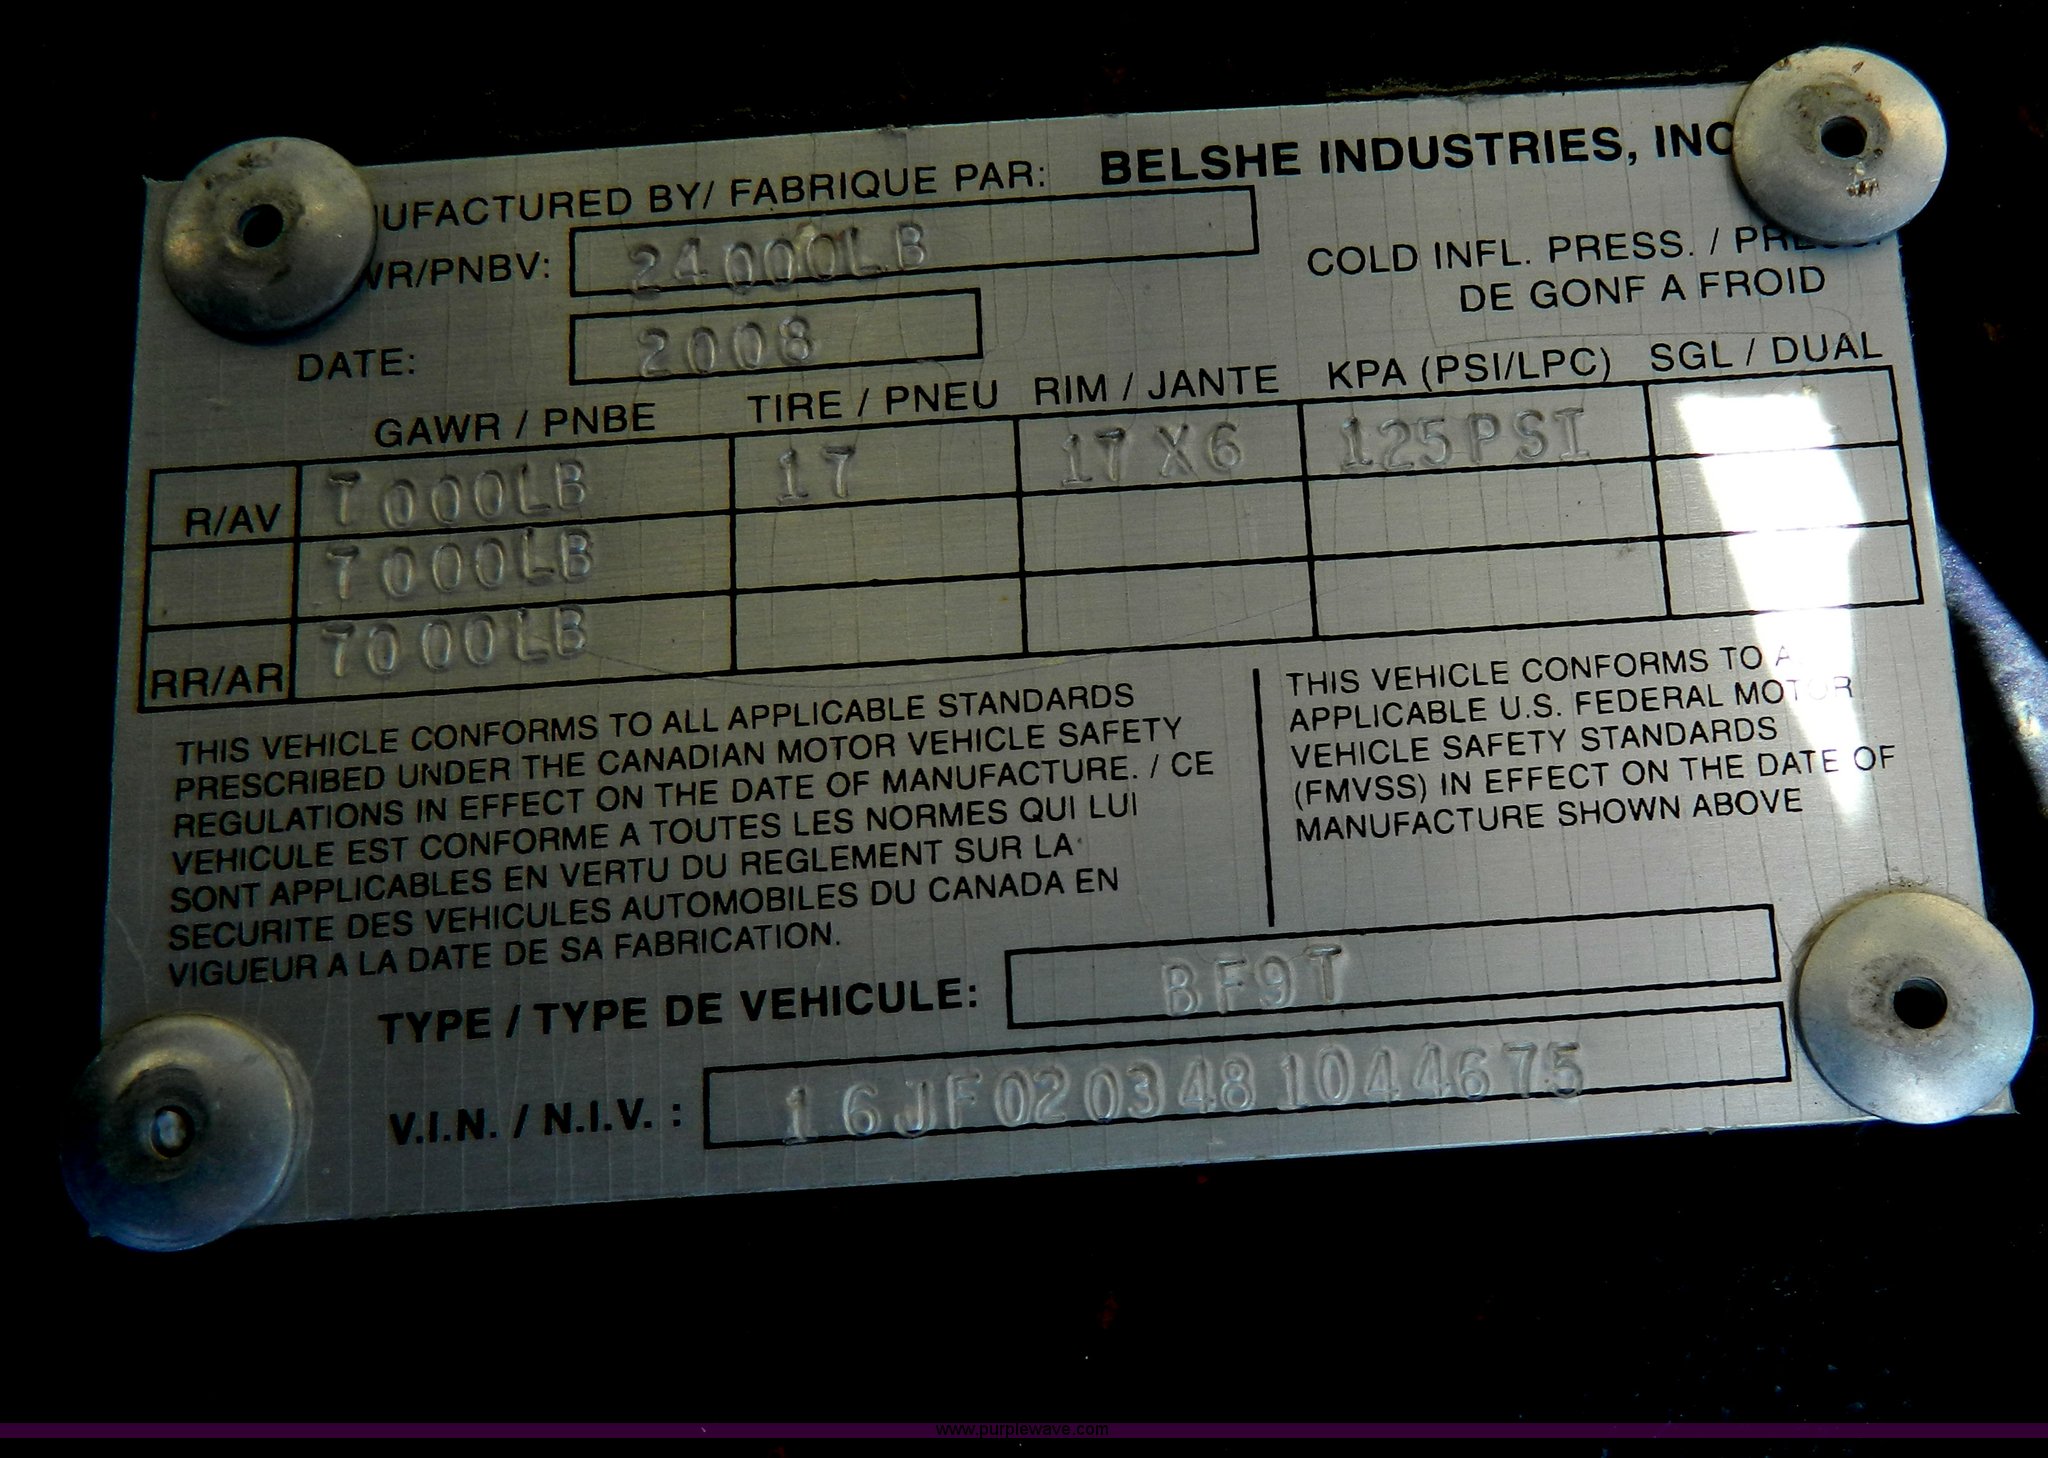 UFACTURED BY/ FABRIQUE PAR: BELSHE INDUSTRIES, INC
WR/PNBV: 24000LB
COLD INFL. PRESS. /
DE GONF A FROID
DATE: 2008
GAWR / PNBE TIRE / PNEU RIM / JANTE KPA (PSI/LPC) SGL / DUAL
R/AV 7000LB 17 17X6 125PSI
7000LB
RR/AR 7000LB
THIS VEHICLE CONFORMS TO ALL APPLICABLE STANDARDS
PRESCRIBED UNDER THE CANADIAN MOTOR VEHICLE SAFETY
REGULATIONS IN EFFECT ON THE DATE OF MANUFACTURE. / CE
VEHICULE EST CONFORME A TOUTES LES NORMES QUI LUI
SONT APPLICABLES EN VERTU DU REGLEMENT SUR LA
SECURITE DES VEHICULES AUTOMOBILES DU CANADA EN
VIGUEUR A LA DATE DE SA FABRICATION.
THIS VEHICLE CONFORMS TO
APPLICABLE U.S. FEDERAL MOTOR
VEHICLE SAFETY STANDARDS
(FMVSS) IN EFFECT ON THE DATE OF
MANUFACTURE SHOWN ABOVE
TYPE / TYPE DE VEHICULE: BF9T
V.I.N. / N.I.V. : 16JF0203481044675
www.purplewave.com